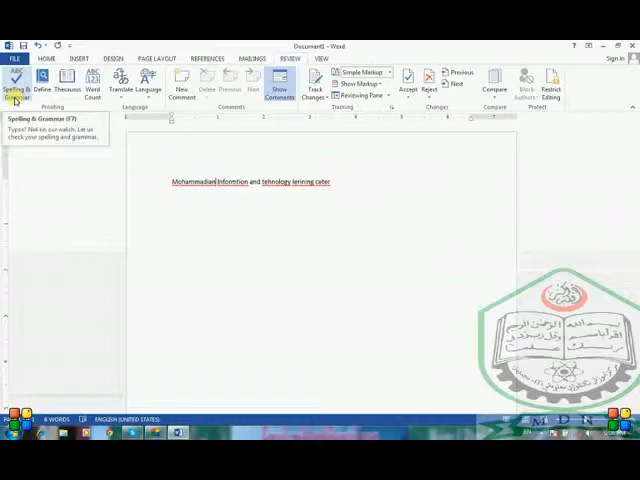 Document1 - Word
FILE HOME INSERT DESIGN PAGE LAYOUT REFERENCES MAILINGS REVIEW VIEW
Sign in
Spelling & Grammar
Define
Thesaurus
Word Count
Translate
Language
New Comment
Show Comments
Track Changes
Simple Markup
Show Markup
Reviewing Pane
Accept
Reject
Previous
Next
Compare
Block Authors
Restrict Editing
Proofing
Language
Comments
Tracking
Changes
Compare
Protect
Spelling & Grammar (F7)
Typos? Not on our watch. Let us
check your spelling and grammar.
Mohammadian Informtion and tehnology lerining ceter
6 WORDS
ENGLISH (UNITED STATES)
M D N
EN